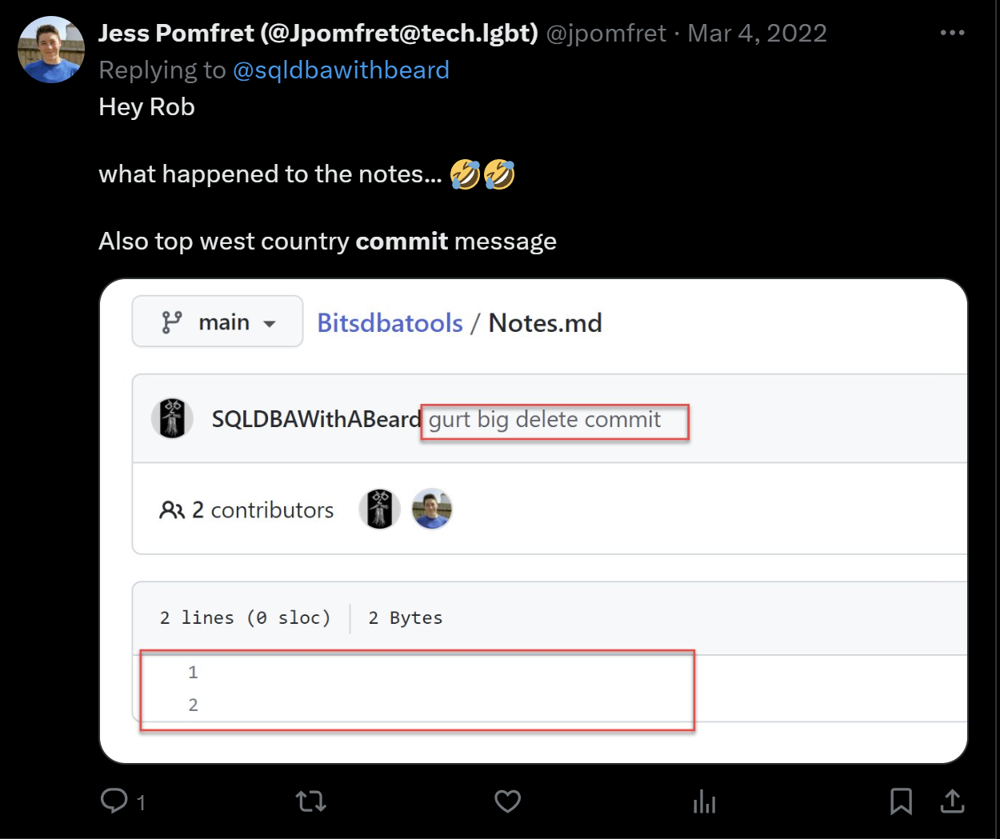 Jess Pomfret (@Jpomfret@tech.lgbt) @jpomfret · Mar 4, 2022
Replying to @sqldbawithbeard
Hey Rob
what happened to the notes... 🤣🤣
Also top west country commit message
main
Bitsdbatools / Notes.md
SQLDBAWithABeard gurt big delete commit
2 contributors
2 lines (0 sloc) 2 Bytes
1
2
1